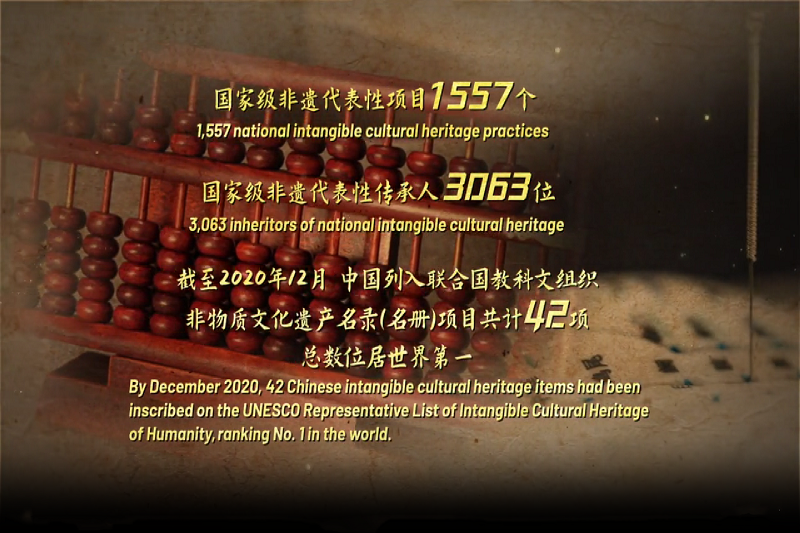 国家级非遗代表性项目1557个
1,557 national intangible cultural heritage practices
国家级非遗代表性传承人3063位
3,063 inheritors of national intangible cultural heritage
截至2020年12月 中国列入联合国教科文组织
非物质文化遗产名录(名册)项目共计42项
总数位居世界第一
By December 2020, 42 Chinese intangible cultural heritage items had been
inscribed on the UNESCO Representative List of Intangible Cultural Heritage
of Humanity, ranking No. 1 in the world.